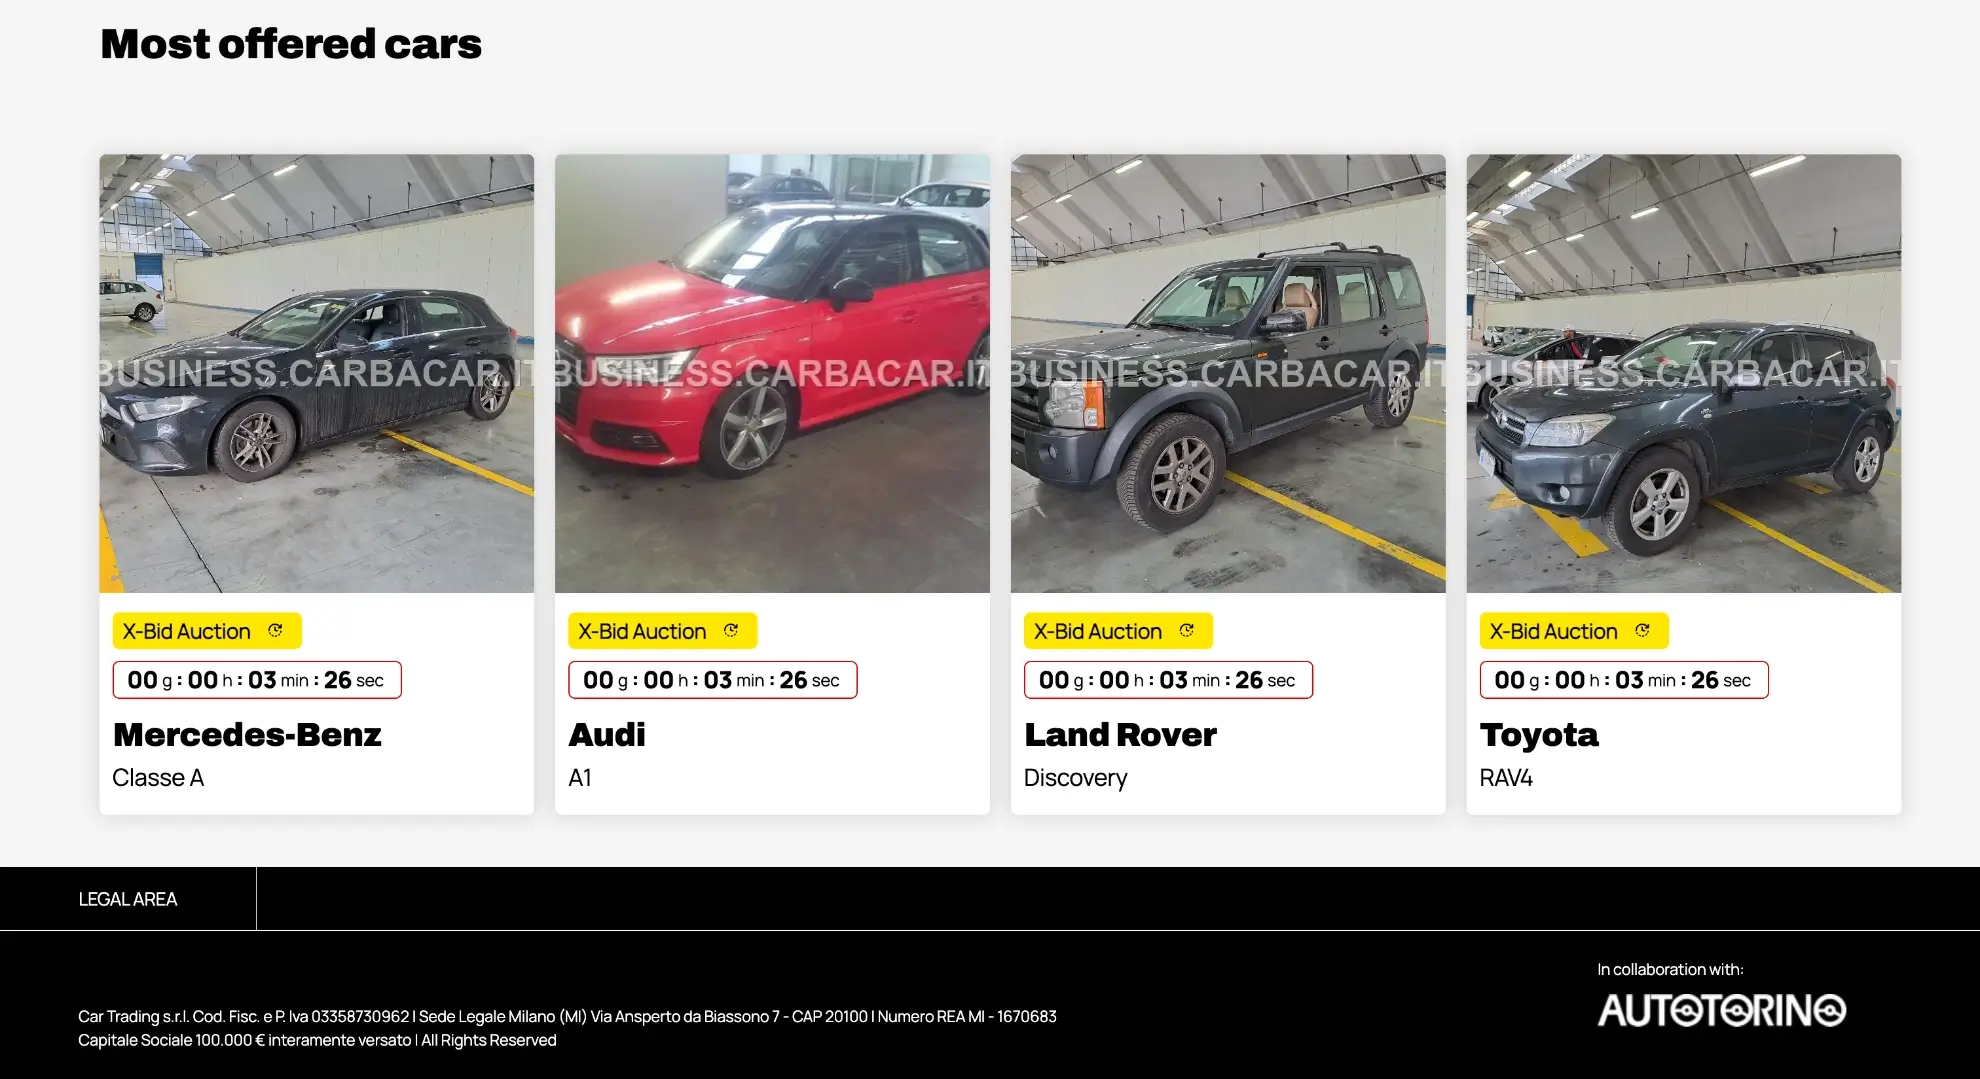 Most offered cars
BUSINESS.CARBACAR.IT
BUSINESS.CARBACAR.IT
BUSINESS.CARBACAR.IT
BUSINESS.CARBACAR.IT
X-Bid Auction
00 g : 00 h : 03 min : 26 sec
Mercedes-Benz
Classe A
X-Bid Auction
00 g : 00 h : 03 min : 26 sec
Audi
A1
X-Bid Auction
00 g : 00 h : 03 min : 26 sec
Land Rover
Discovery
X-Bid Auction
00 g : 00 h : 03 min : 26 sec
Toyota
RAV4
LEGAL AREA
In collaboration with:
AUTOTORINO
Car Trading s.r.l. Cod. Fisc. e P. Iva 03358730962 | Sede Legale Milano (MI) Via Ansperto da Biassono 7 - CAP 20100 | Numero REA MI - 1670683
Capitale Sociale 100.000 € interamente versato | All Rights Reserved